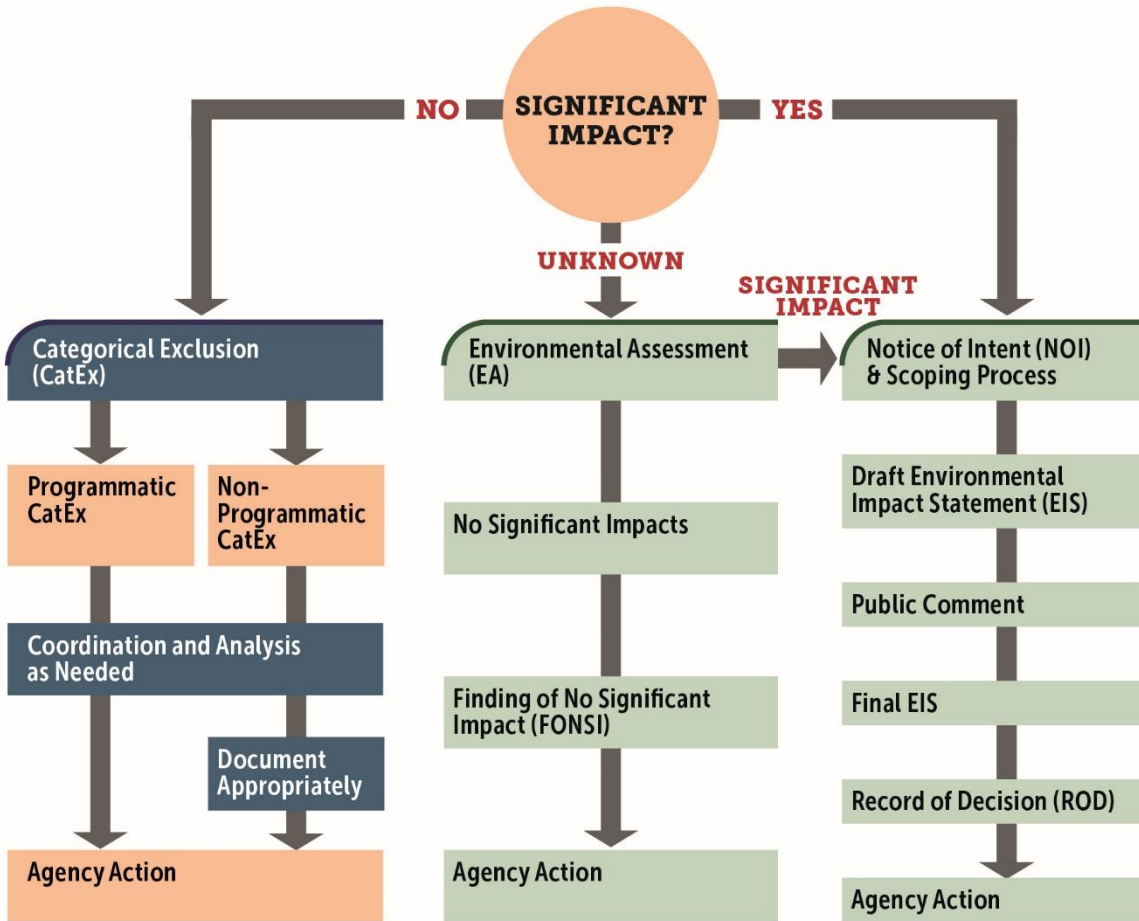 SIGNIFICANT
IMPACT?
NO
YES
UNKNOWN
SIGNIFICANT
IMPACT
Categorical Exclusion
(CatEx)
Programmatic
CatEx
Non-
Programmatic
CatEx
Coordination and Analysis
as Needed
Document
Appropriately
Agency Action
Environmental Assessment
(EA)
No Significant Impacts
Finding of No Significant
Impact (FONSI)
Agency Action
Notice of Intent (NOI)
& Scoping Process
Draft Environmental
Impact Statement (EIS)
Public Comment
Final EIS
Record of Decision (ROD)
Agency Action